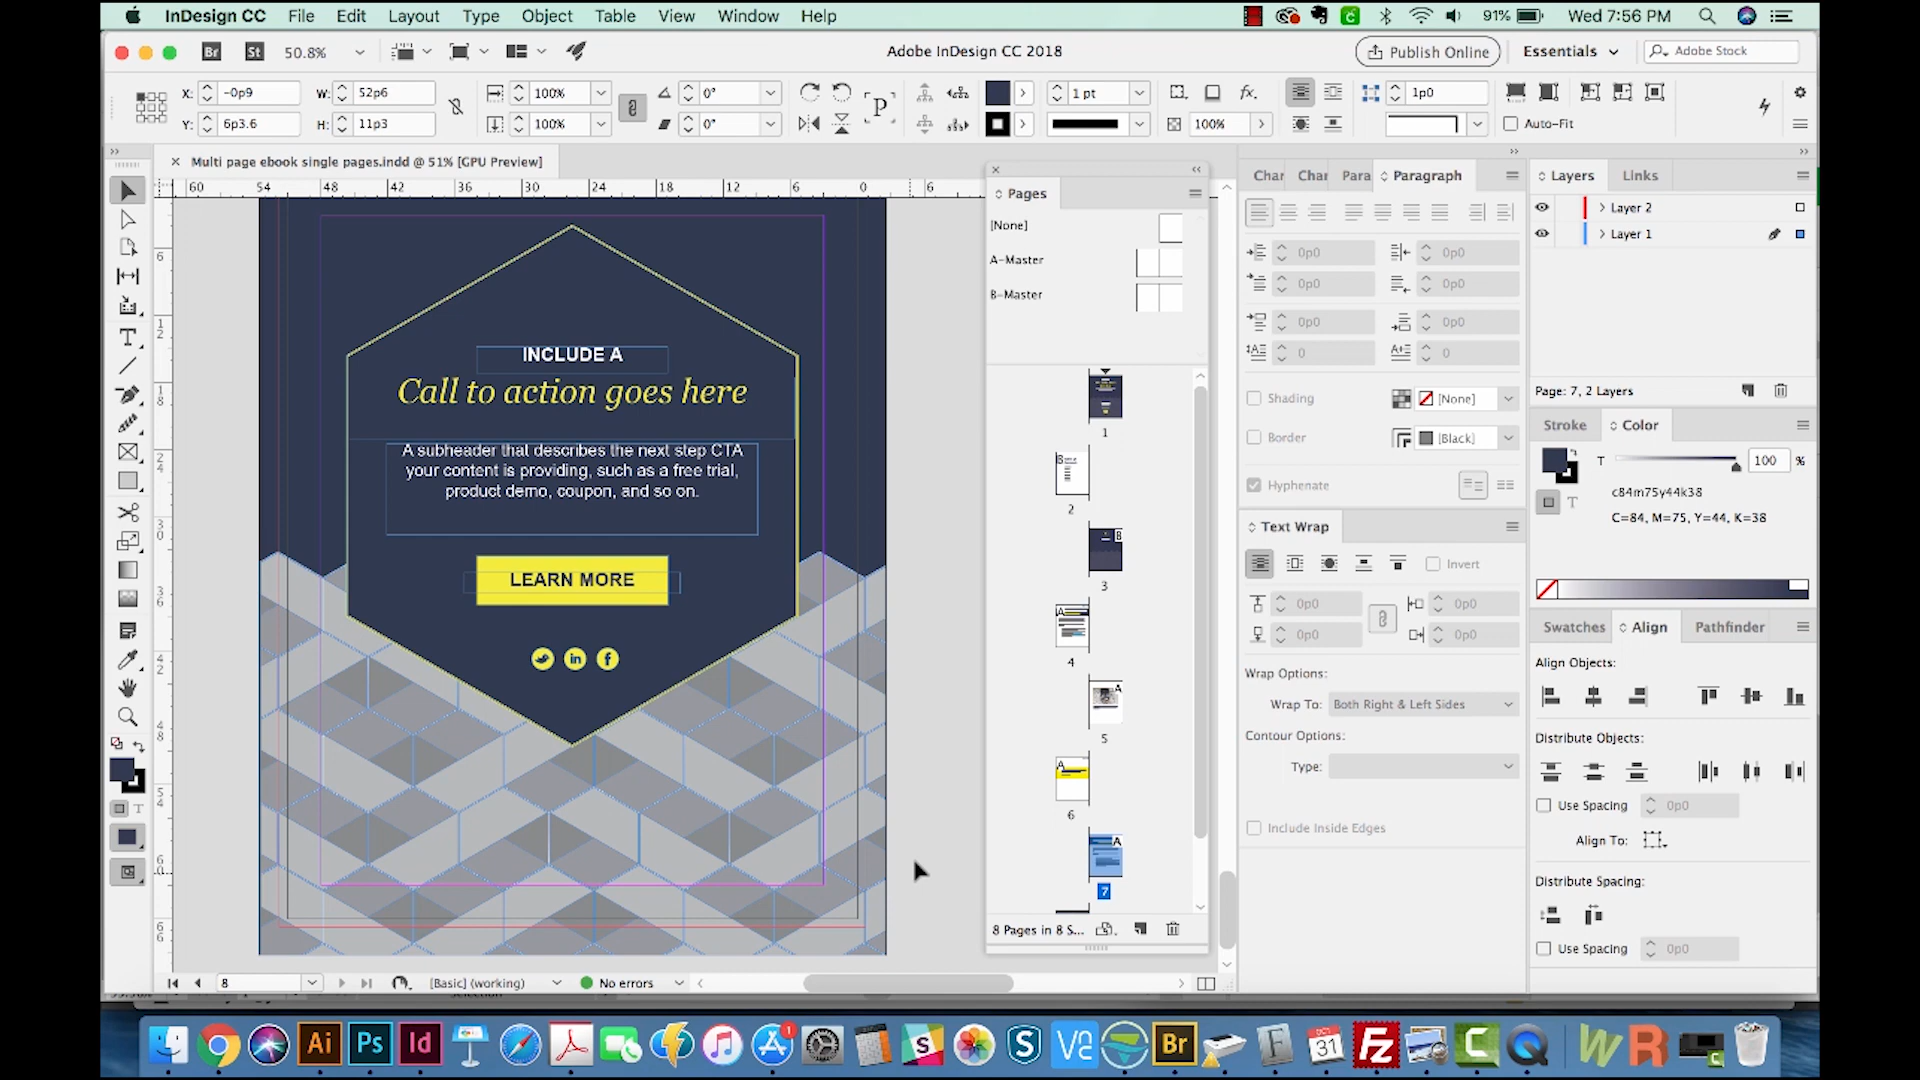 InDesign CC File Edit Layout Type Object Table View Window Help 91% Wed 7:56 PM
Br St 50.8% Adobe InDesign CC 2018 Publish Online Essentials Adobe Stock
X: -0p9 W: 52p6 100% 0° 1 pt 1p0
Y: 6p3.6 H: 11p3 100% 0° 100% Auto-Fit
Multi page ebook single pages.indd @ 51% [GPU Preview]
60 54 48 42 36 30 24 18 12 6 0 6
INCLUDE A
Call to action goes here
A subheader that describes the next step CTA
your content is providing, such as a free trial,
product demo, coupon, and so on.
LEARN MORE
Pages
[None]
A-Master
B-Master
1
B
2
B
3
A
4
A
5
A
6
A
7
8 Pages in 8 S...
8 [Basic] (working) No errors
Char Char Para Paragraph
0p0 0p0
0p0 0p0
0p0 0p0
0 0
Shading [None]
Border [Black]
Hyphenate
Text Wrap
Invert
0p0 0p0
0p0 0p0
Wrap Options:
Wrap To: Both Right & Left Sides
Contour Options:
Type:
Include Inside Edges
Layers Links
Layer 2
Layer 1
Page: 7, 2 Layers
Stroke Color
T 100 %
c84m75y44k38
C=84, M=75, Y=44, K=38
Swatches Align Pathfinder
Align Objects:
Distribute Objects:
Use Spacing 0p0
Align To:
Distribute Spacing:
Use Spacing 0p0
Ai Ps Id Br OCT 31 Fz